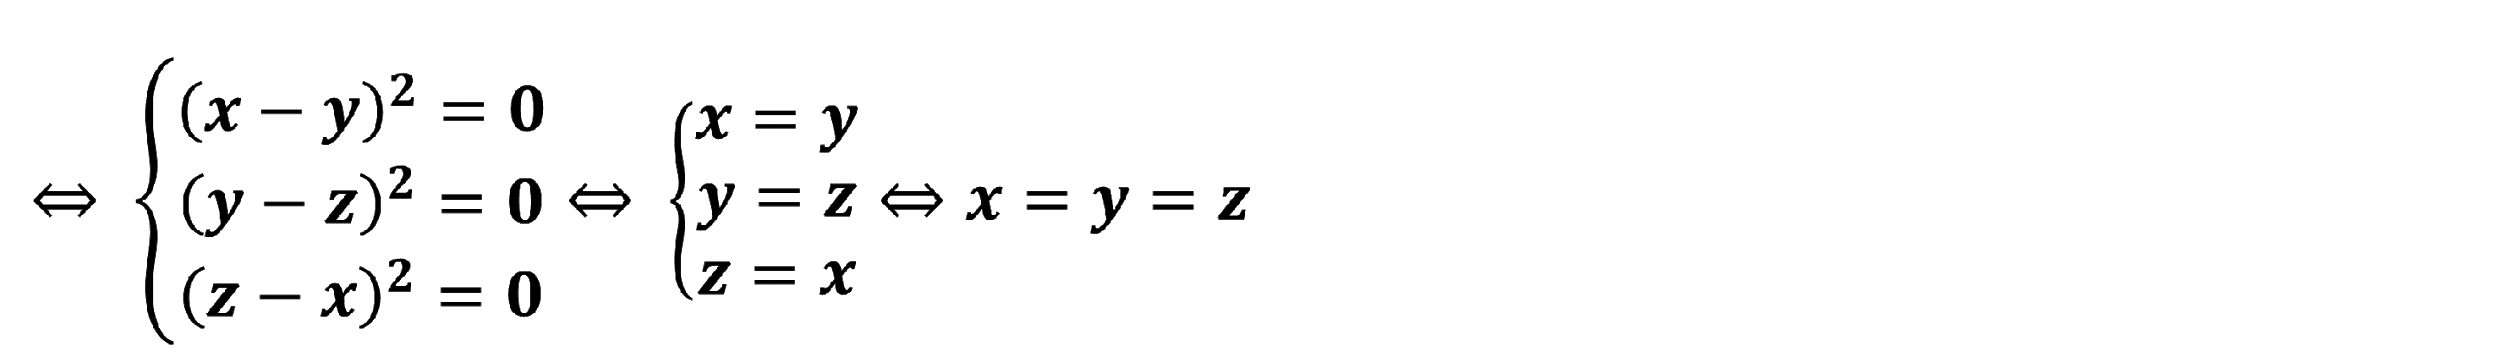 ⇔ { (x − y)² = 0
(y − z)² = 0
(z − x)² = 0 ⇔ { x = y
y = z
z = x ⇔ x = y = z